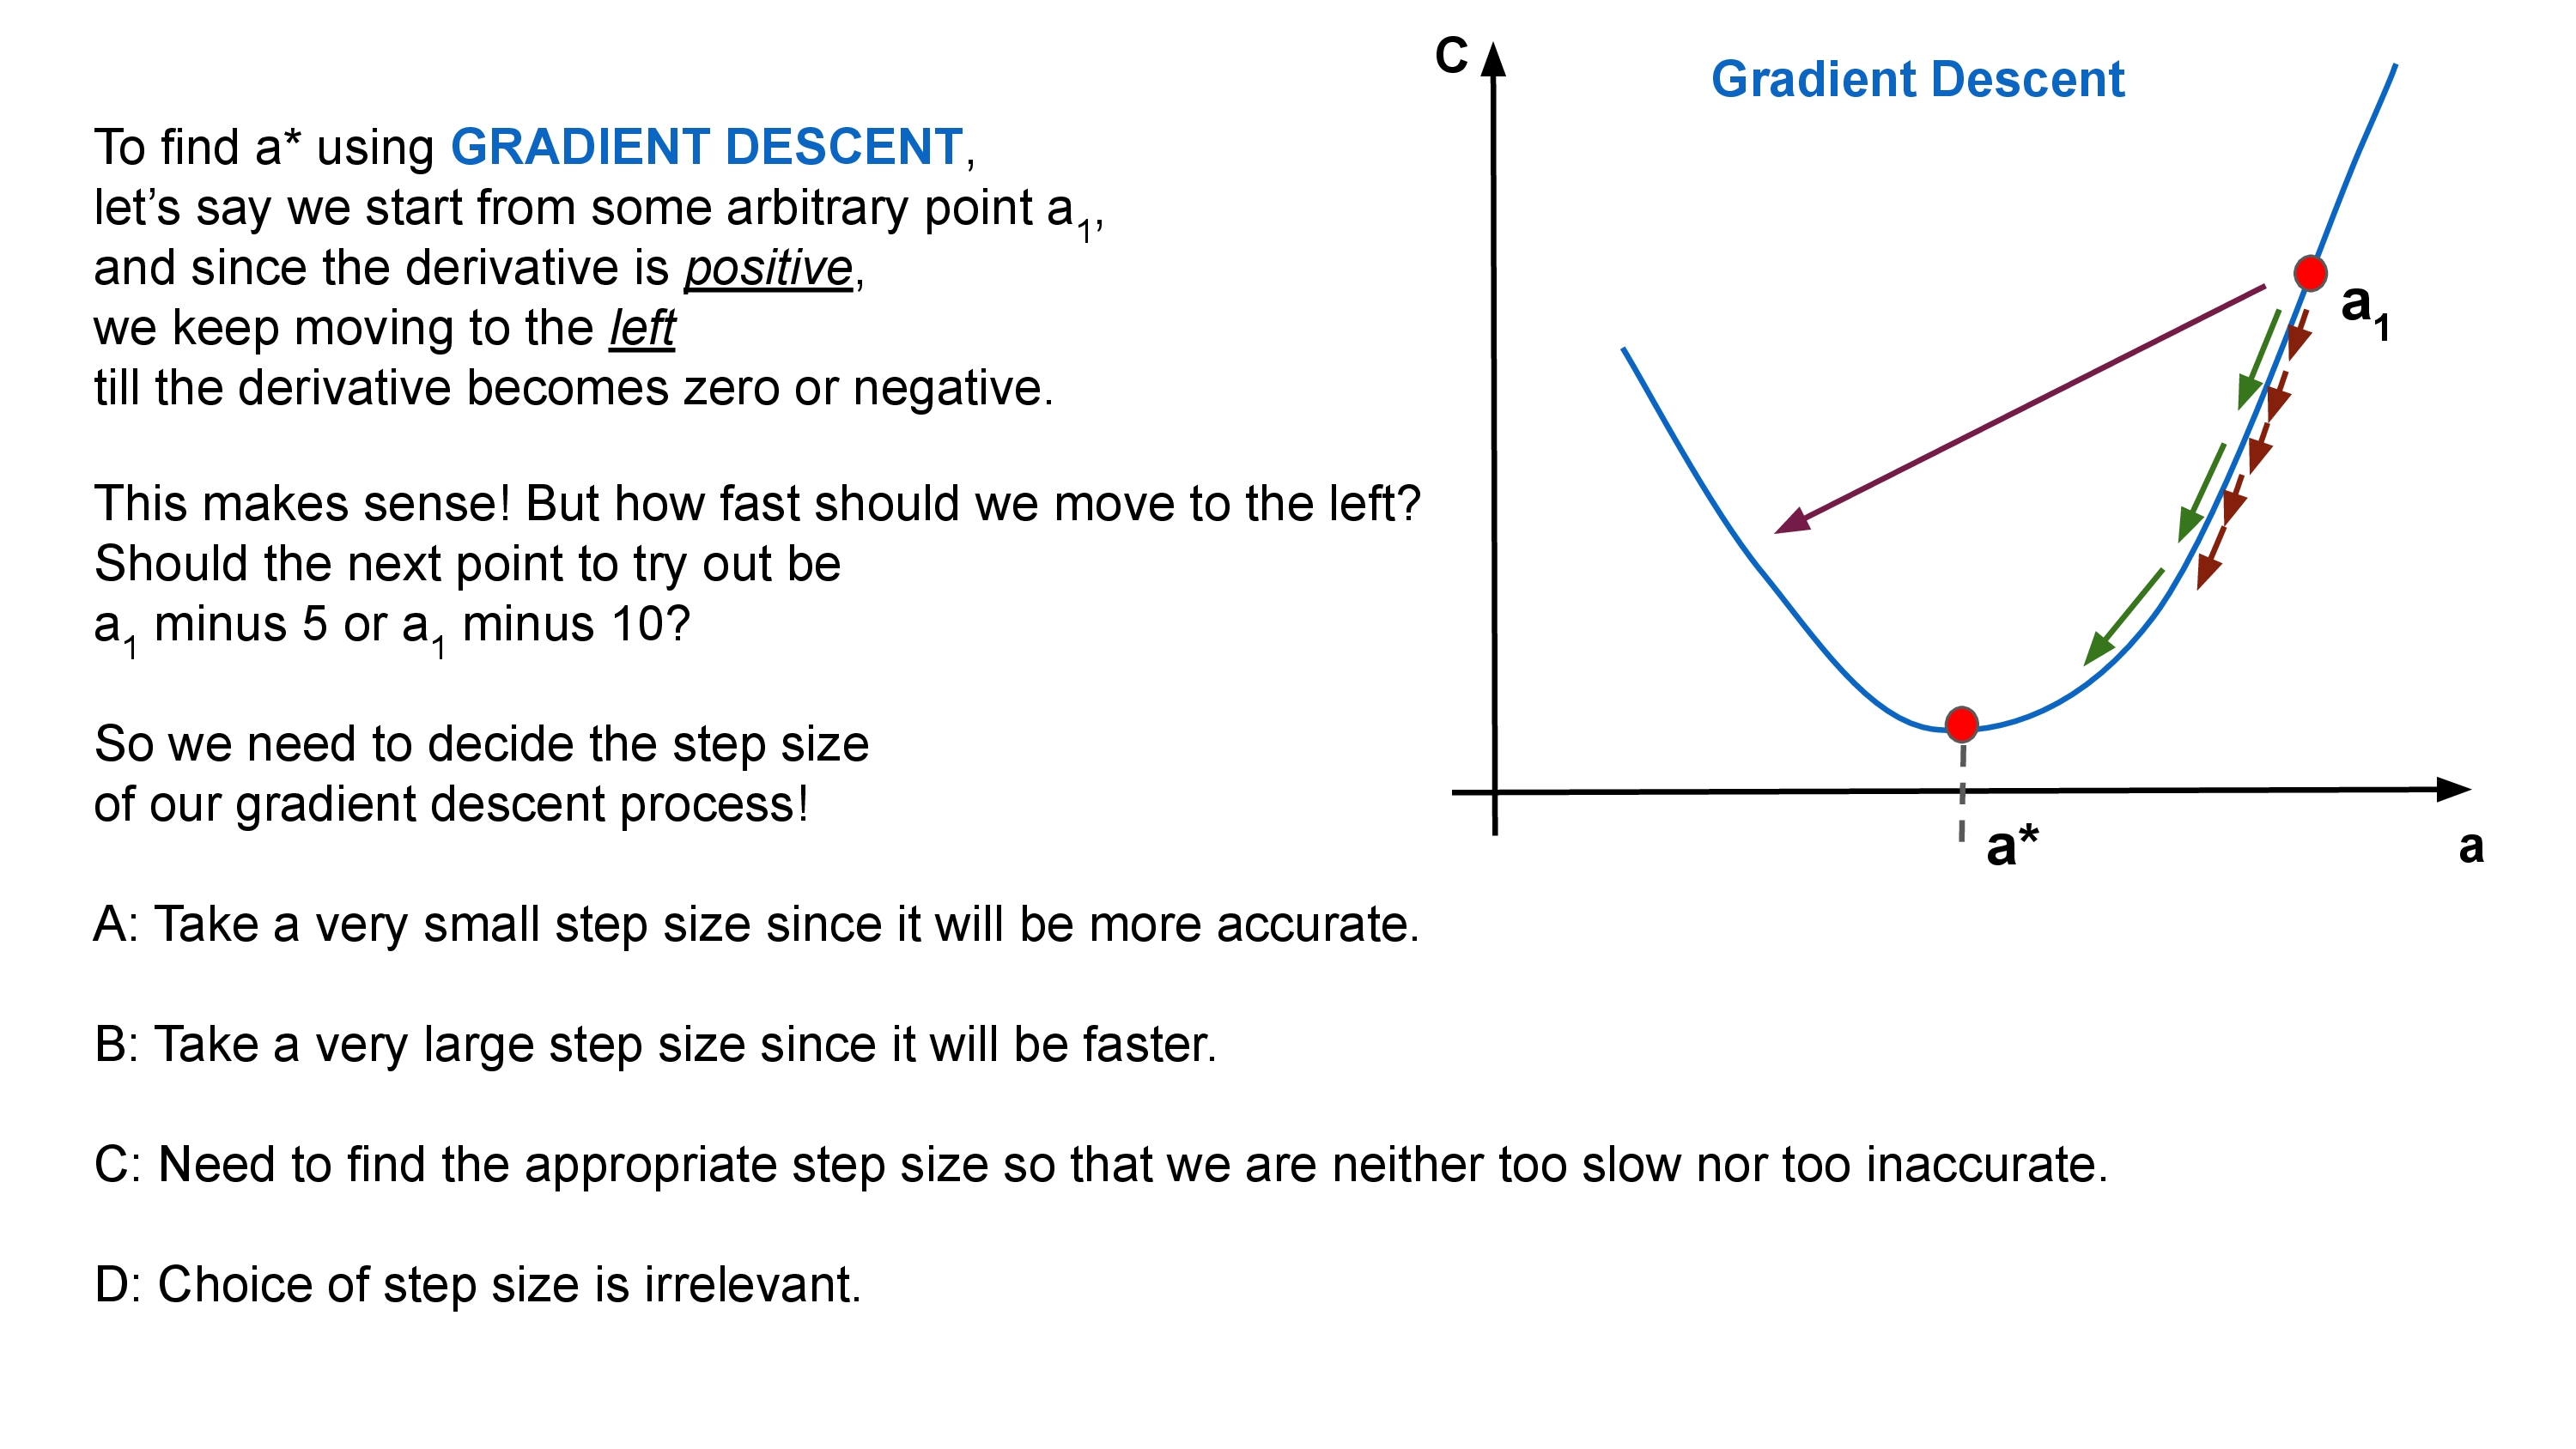 To find a* using GRADIENT DESCENT,
let’s say we start from some arbitrary point a1,
and since the derivative is positive,
we keep moving to the left
till the derivative becomes zero or negative.
This makes sense! But how fast should we move to the left?
Should the next point to try out be
a1 minus 5 or a1 minus 10?
So we need to decide the step size
of our gradient descent process!
A: Take a very small step size since it will be more accurate.
B: Take a very large step size since it will be faster.
C: Need to find the appropriate step size so that we are neither too slow nor too inaccurate.
D: Choice of step size is irrelevant.
C
Gradient Descent
a1
a*
a